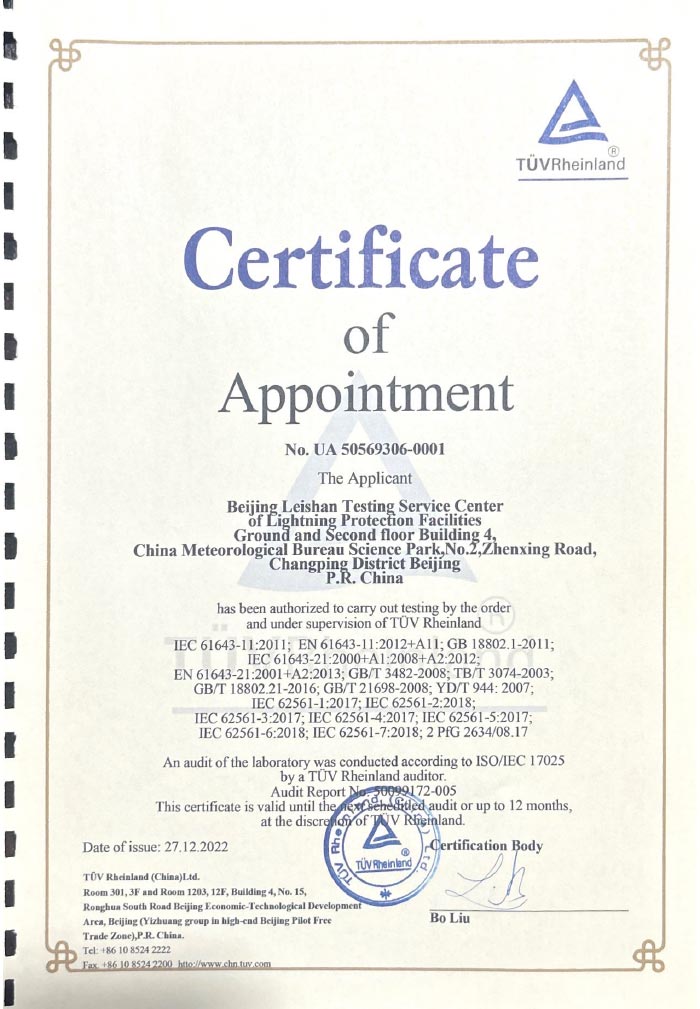 TÜVRheinland®
Certificate
of
Appointment
No. UA 50569306-0001
The Applicant
Beijing Leishan Testing Service Center
of Lightning Protection Facilities
Ground and Second floor Building 4,
China Meteorological Bureau Science Park,No.2,Zhenxing Road,
Changping District Beijing
P.R. China
has been authorized to carry out testing by the order
and under supervision of TÜV Rheinland
IEC 61643-11:2011; EN 61643-11:2012+A11; GB 18802.1-2011;
IEC 61643-21:2000+A1:2008+A2:2012;
EN 61643-21:2001+A2:2013; GB/T 3482-2008; TB/T 3074-2003;
GB/T 18802.21-2016; GB/T 21698-2008; YD/T 944: 2007;
IEC 62561-1:2017; IEC 62561-2:2018;
IEC 62561-3:2017; IEC 62561-4:2017; IEC 62561-5:2017;
IEC 62561-6:2018; IEC 62561-7:2018; 2 PfG 2634/08.17
An audit of the laboratory was conducted according to ISO/IEC 17025
by a TÜV Rheinland auditor.
Audit Report No. 50099172-005
This certificate is valid until the next scheduled audit or up to 12 months,
at the discretion of TÜV Rheinland.
Date of issue: 27.12.2022
Certification Body
TÜV Rheinland (China) Ltd.
TÜVRheinland®
Bo Liu
TÜV Rheinland (China)Ltd.
Room 301, 3F and Room 1203, 12F, Building 4, No. 15,
Ronghua South Road Beijing Economic-Technological Development
Area, Beijing (Yizhuang group in high-end Beijing Pilot Free
Trade Zone),P.R. China.
Tel: +86 10 8524 2222
Fax. +86 10 8524 2200 http://www.chn.tuv.com